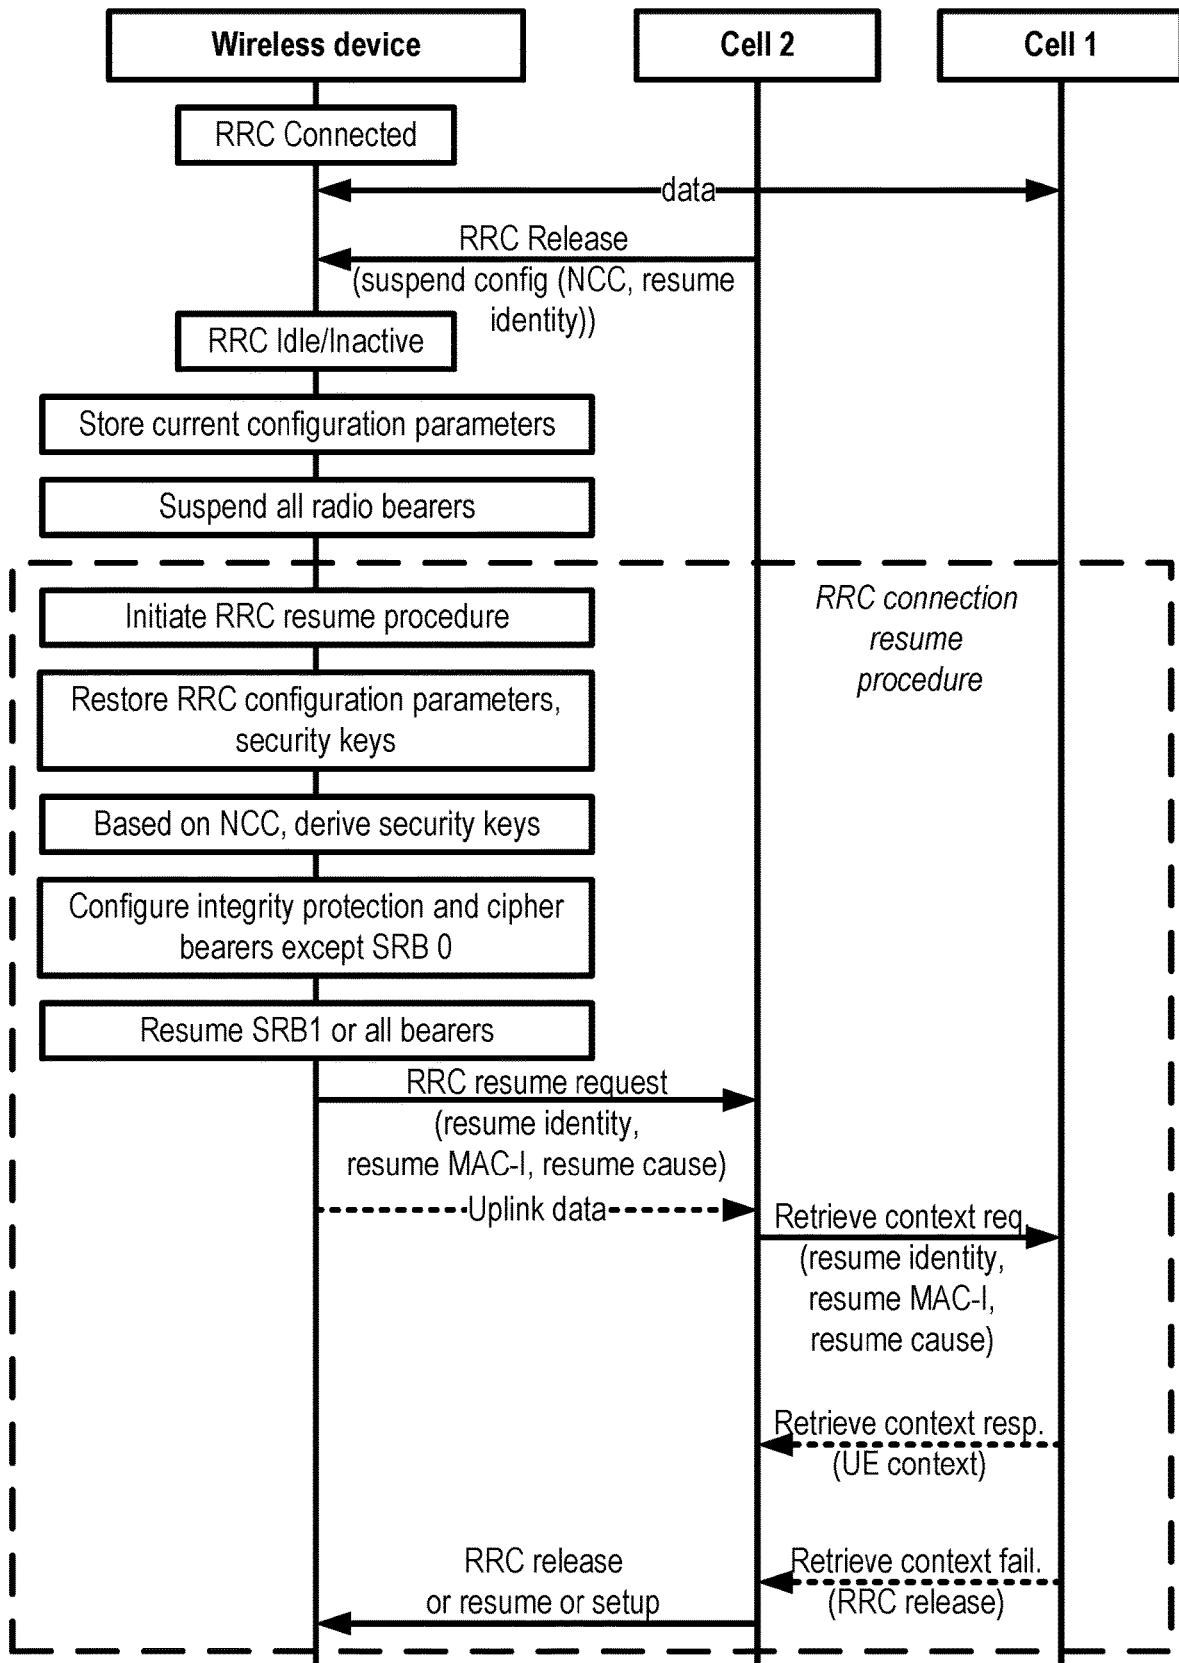 Wireless device
Cell 2
Cell 1
RRC Connected
data
RRC Release
(suspend config (NCC, resume
identity))
RRC Idle/Inactive
Store current configuration parameters
Suspend all radio bearers
RRC connection
resume
procedure
Initiate RRC resume procedure
Restore RRC configuration parameters,
security keys
Based on NCC, derive security keys
Configure integrity protection and cipher
bearers except SRB 0
Resume SRB1 or all bearers
RRC resume request
(resume identity,
resume MAC-I, resume cause)
Uplink data
Retrieve context req.
(resume identity,
resume MAC-I,
resume cause)
Retrieve context resp.
(UE context)
Retrieve context fail.
(RRC release)
RRC release
or resume or setup